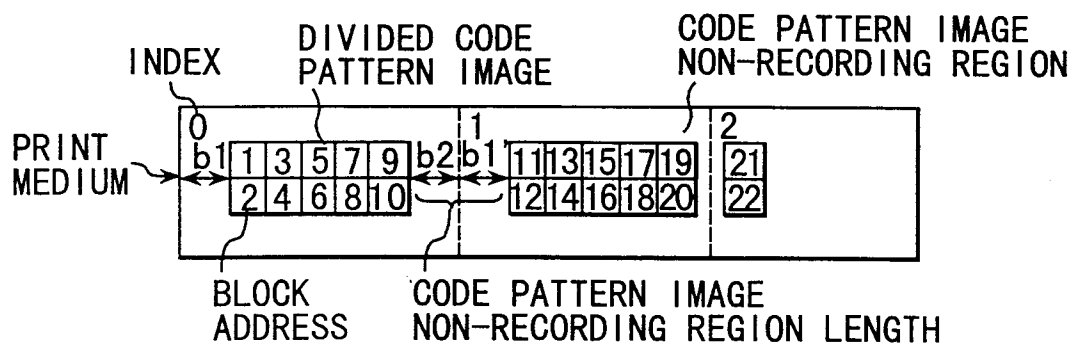 INDEX
DIVIDED CODE
PATTERN IMAGE
CODE PATTERN IMAGE
NON-RECORDING REGION
PRINT
MEDIUM
0 1 2
b1 1 3 5 7 9 b2 b1' 11 13 15 17 19 21
2 4 6 8 10 12 14 16 18 20 22
BLOCK
ADDRESS
CODE PATTERN IMAGE
NON-RECORDING REGION LENGTH